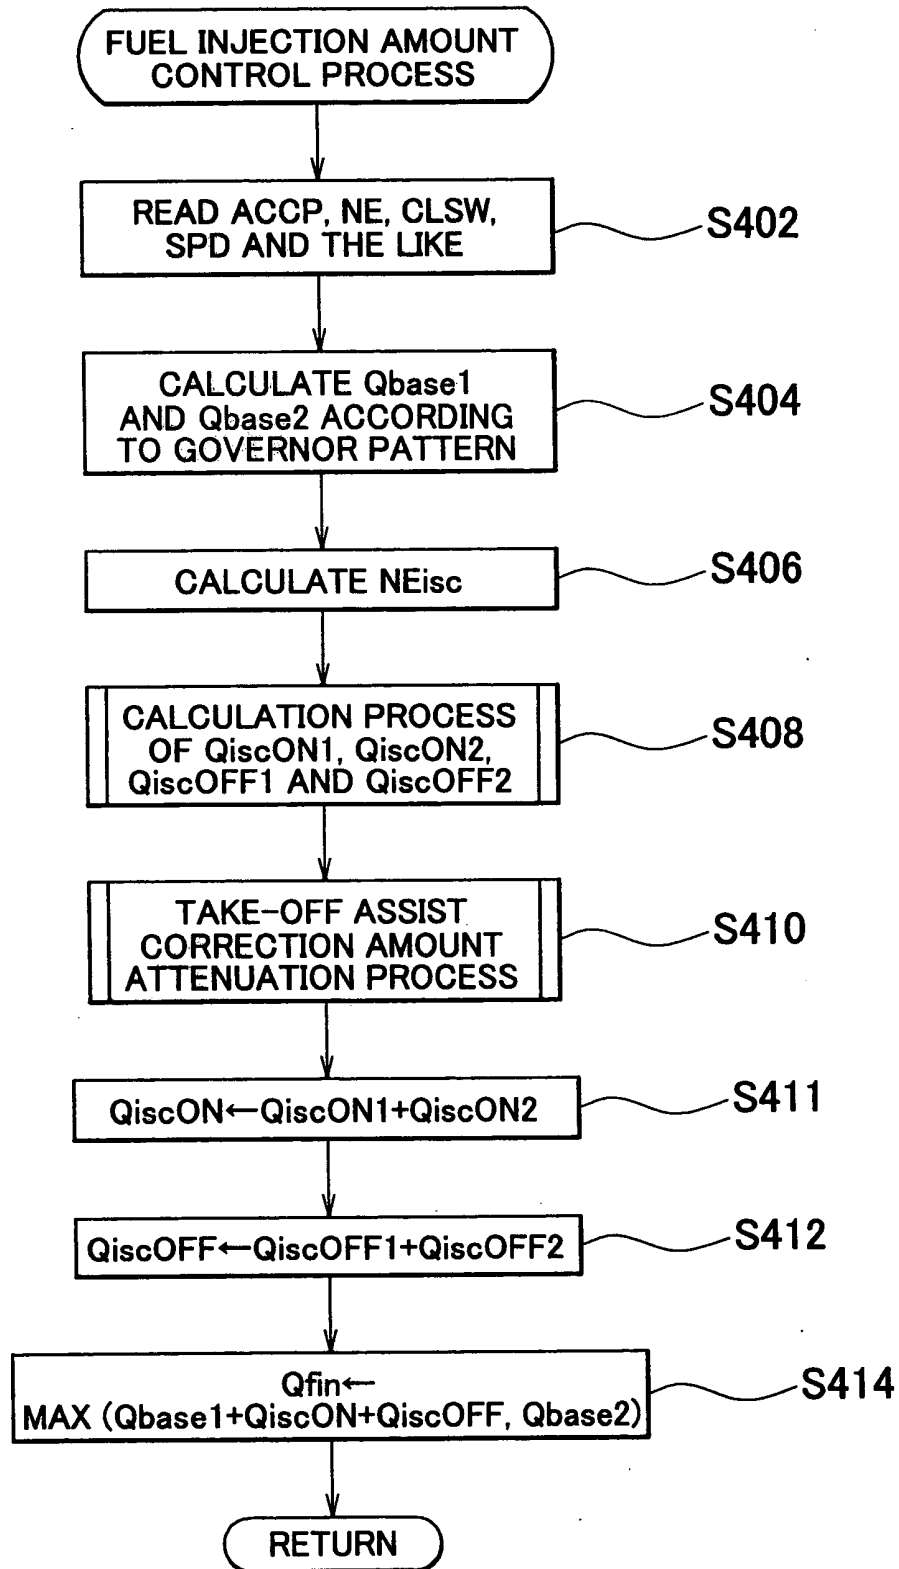 FUEL INJECTION AMOUNT
CONTROL PROCESS
READ ACCP, NE, CLSW,
SPD AND THE LIKE
S402
CALCULATE Qbase1
AND Qbase2 ACCORDING
TO GOVERNOR PATTERN
S404
CALCULATE NEisc
S406
CALCULATION PROCESS
OF QiscON1, QiscON2,
QiscOFF1 AND QiscOFF2
S408
TAKE-OFF ASSIST
CORRECTION AMOUNT
ATTENUATION PROCESS
S410
QiscON←QiscON1+QiscON2
S411
QiscOFF←QiscOFF1+QiscOFF2
S412
Qfin←
MAX (Qbase1+QiscON+QiscOFF, Qbase2)
S414
RETURN